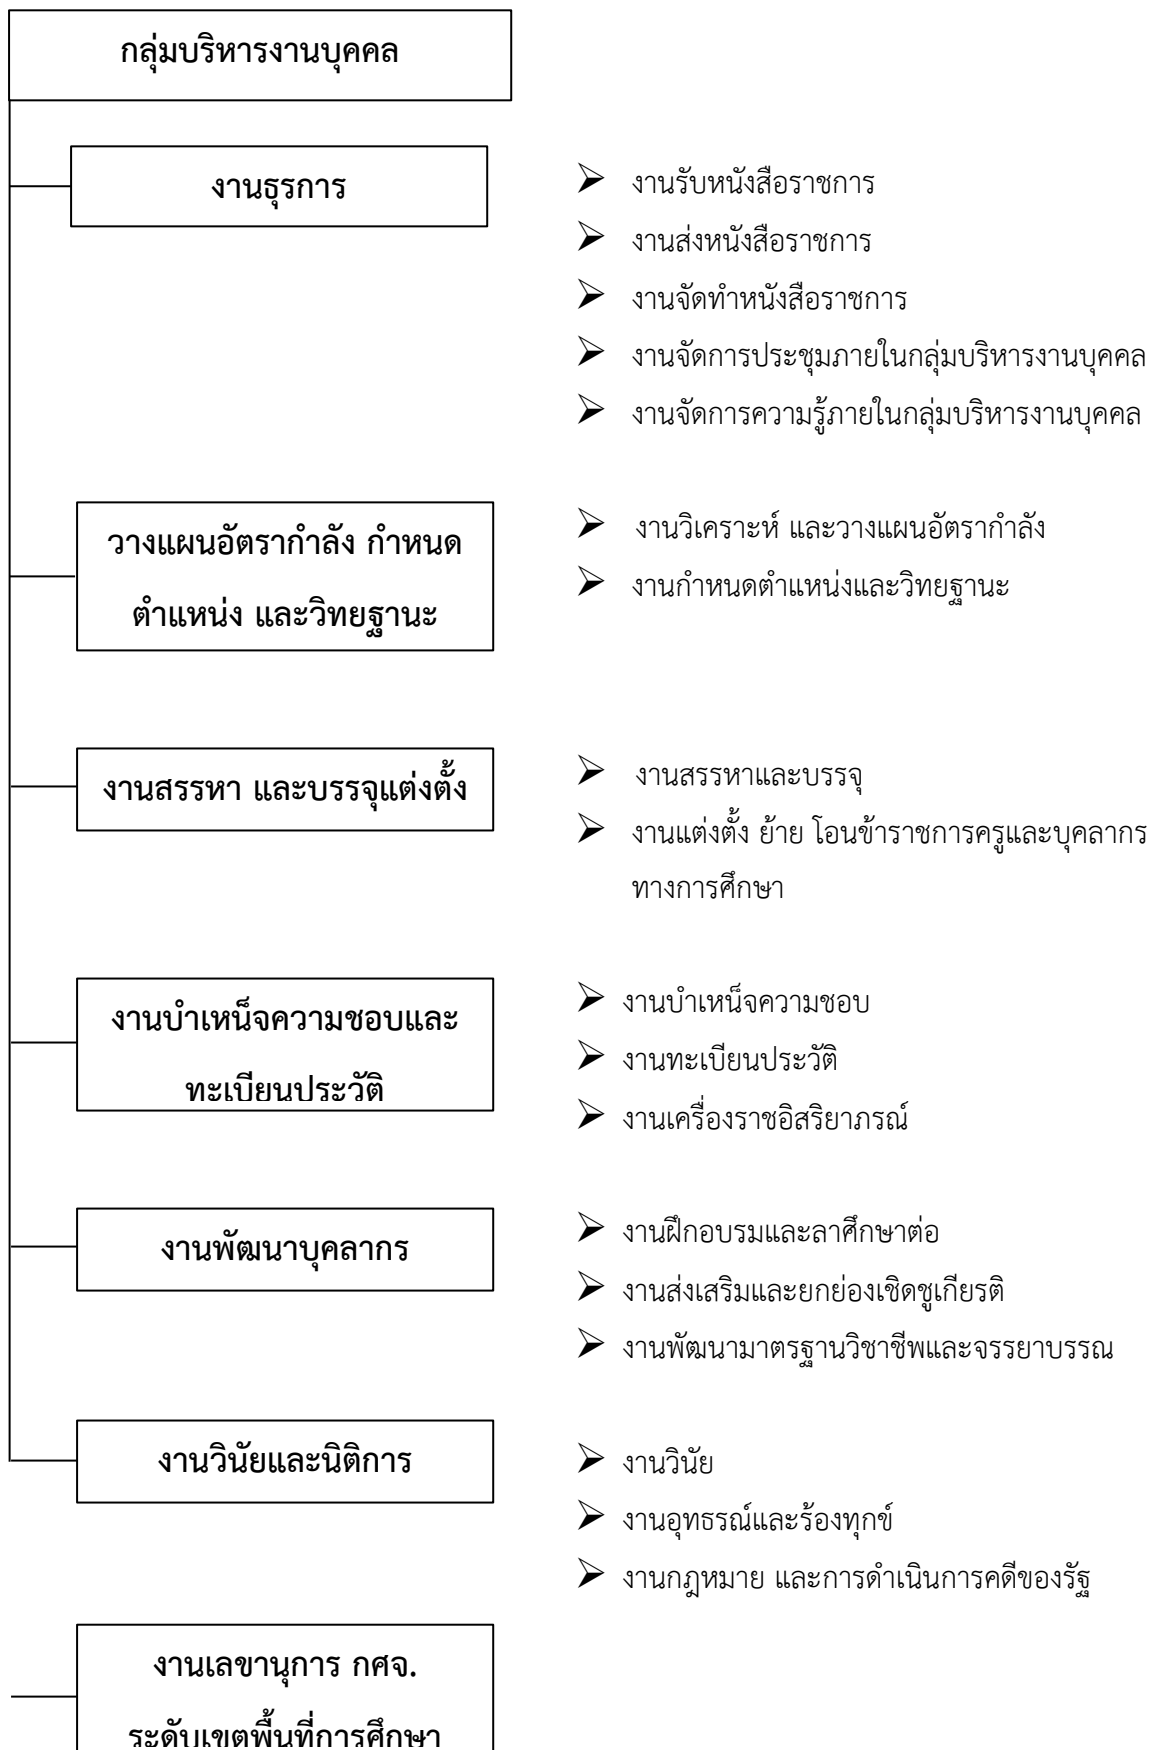 กลุ่มบริหารงานบุคคล
งานธุรการ
➢ งานรับหนังสือราชการ
➢ งานส่งหนังสือราชการ
➢ งานจัดทำหนังสือราชการ
➢ งานจัดการประชุมภายในกลุ่มบริหารงานบุคคล
➢ งานจัดการความรู้ภายในกลุ่มบริหารงานบุคคล
วางแผนอัตรากำลัง กำหนด
ตำแหน่ง และวิทยฐานะ
➢ งานวิเคราะห์ และวางแผนอัตรากำลัง
➢ งานกำหนดตำแหน่งและวิทยฐานะ
งานสรรหา และบรรจุแต่งตั้ง
➢ งานสรรหาและบรรจุ
➢ งานแต่งตั้ง ย้าย โอนข้าราชการครูและบุคลากร
ทางการศึกษา
งานบำเหน็จความชอบและ
ทะเบียนประวัติ
➢ งานบำเหน็จความชอบ
➢ งานทะเบียนประวัติ
➢ งานเครื่องราชอิสริยาภรณ์
งานพัฒนาบุคลากร
➢ งานฝึกอบรมและลาศึกษาต่อ
➢ งานส่งเสริมและยกย่องเชิดชูเกียรติ
➢ งานพัฒนามาตรฐานวิชาชีพและจรรยาบรรณ
งานวินัยและนิติการ
➢ งานวินัย
➢ งานอุทธรณ์และร้องทุกข์
➢ งานกฎหมาย และการดำเนินการคดีของรัฐ
งานเลขานุการ กศจ.
ระดับเขตพื้นที่การศึกษา